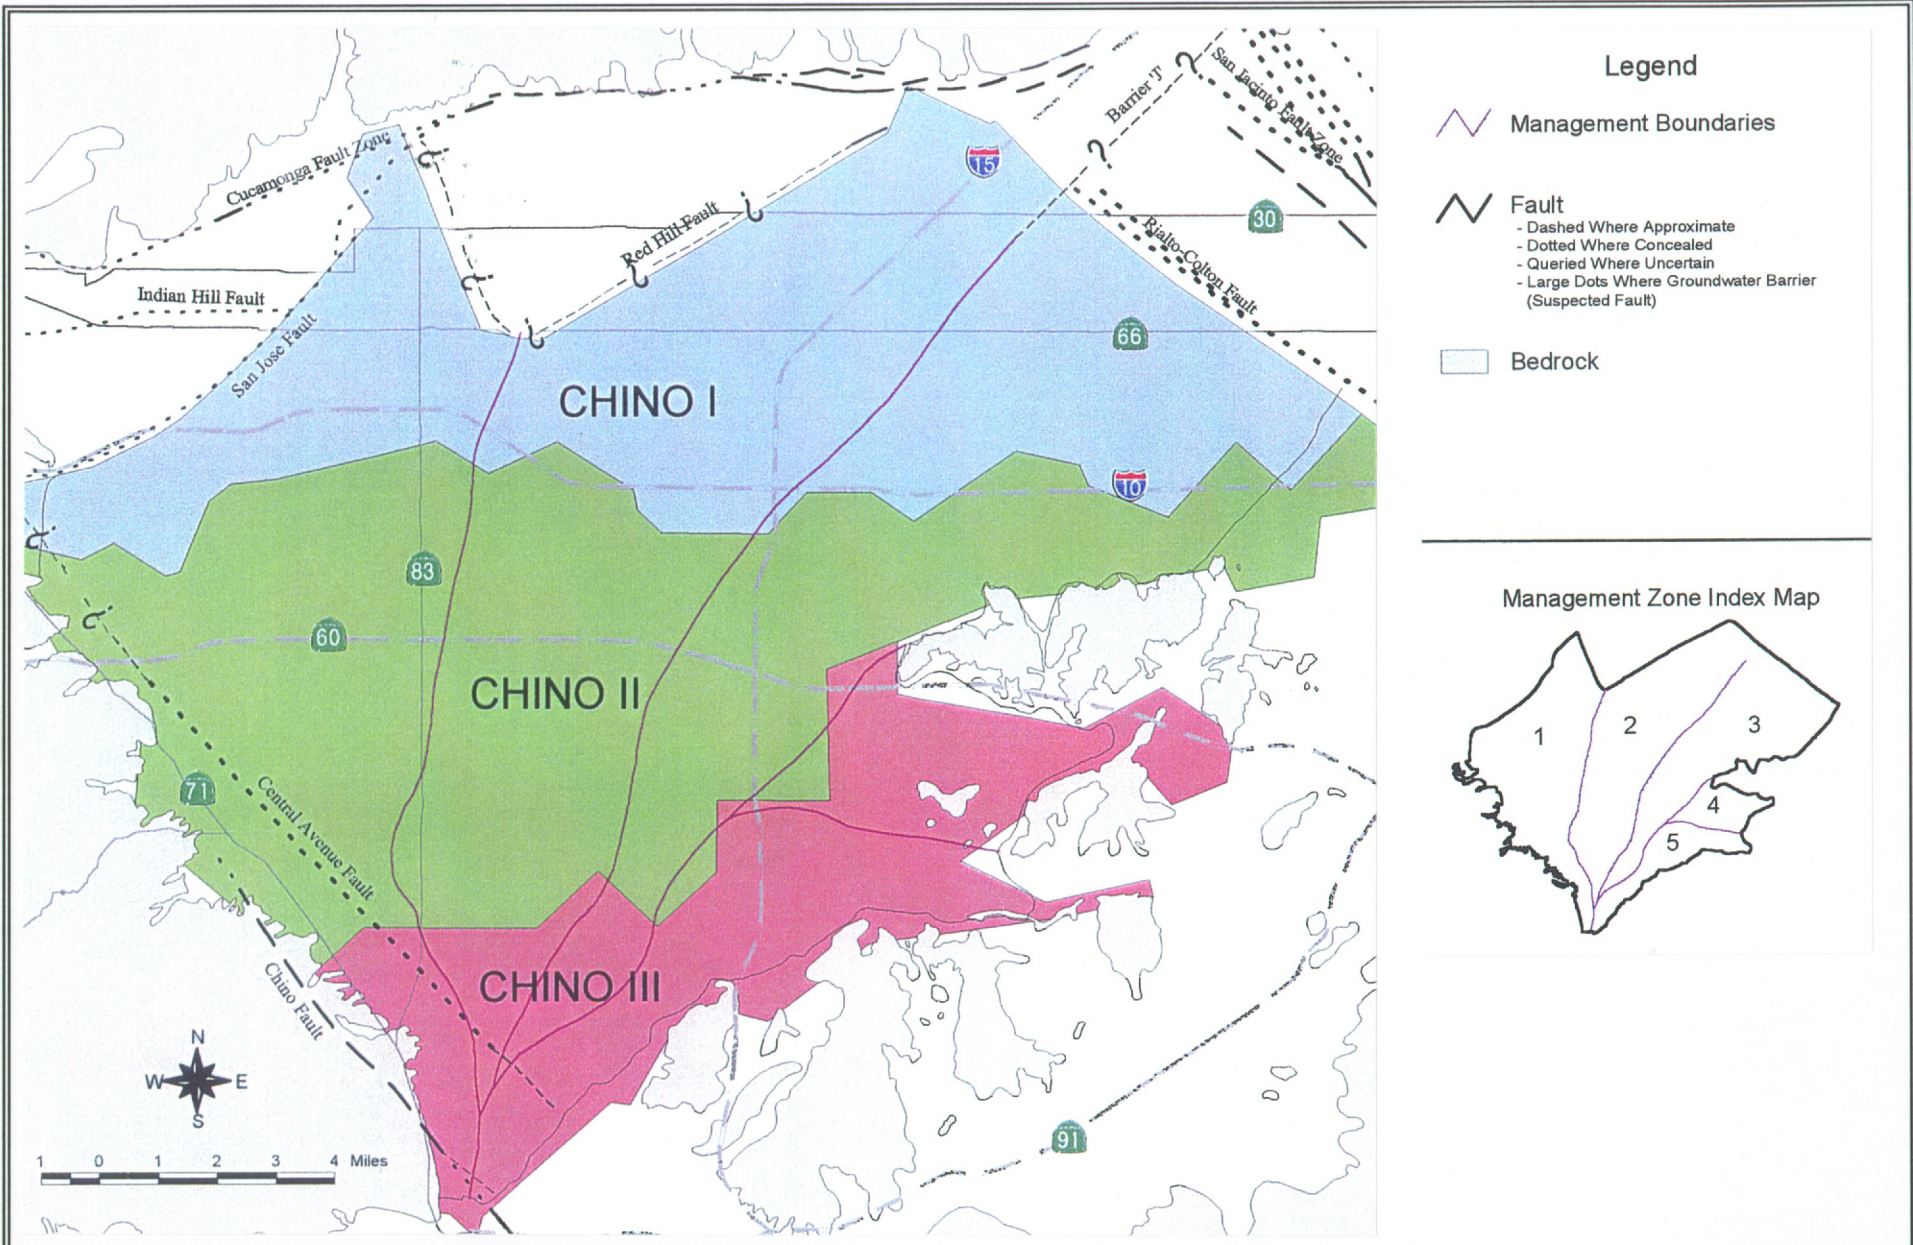 San Jacinto Fault Zone
Barrier 'J'
15
Cucamonga Fault Zone
30
Red Hill Fault
Rialto-Colton Fault
Indian Hill Fault
San Jose Fault
66
CHINO I
10
83
60
CHINO II
71
Central Avenue Fault
CHINO III
Chino Fault
N
W E
S
91
1 0 1 2 3 4 Miles
Legend
Management Boundaries
Fault
- Dashed Where Approximate
- Dotted Where Concealed
- Queried Where Uncertain
- Large Dots Where Groundwater Barrier
(Suspected Fault)
Bedrock
Management Zone Index Map
1
2
3
4
5